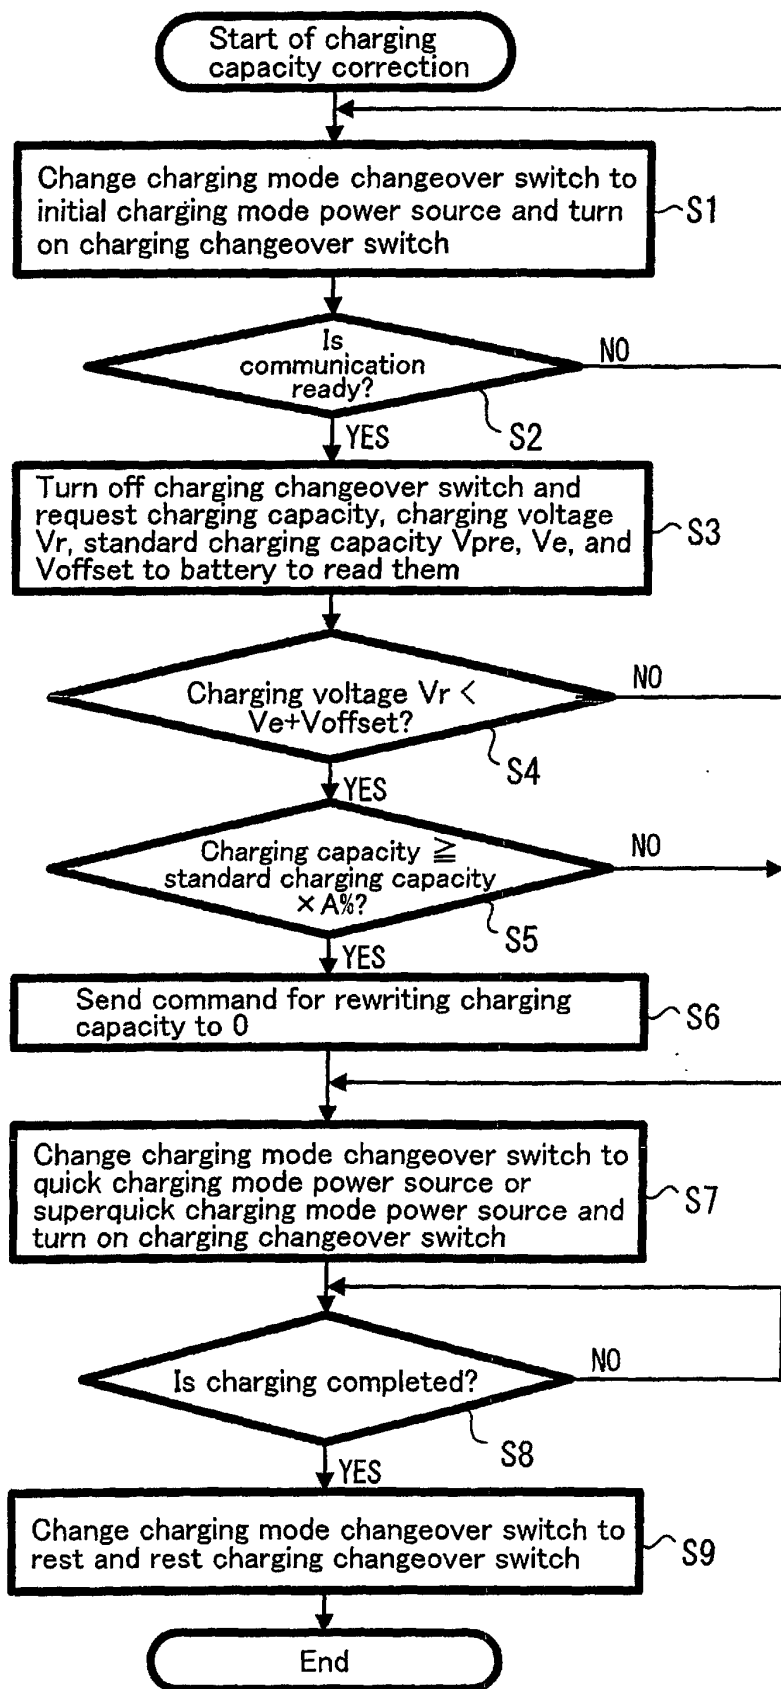 Start of charging
capacity correction
Change charging mode changeover switch to
initial charging mode power source and turn
on charging changeover switch
S1
Is
communication
ready?
NO
S2
YES
Turn off charging changeover switch and
request charging capacity, charging voltage
Vr, standard charging capacity Vpre, Ve, and
Voffset to battery to read them
S3
Charging voltage Vr <
Ve+Voffset?
NO
S4
YES
Charging capacity ≧
standard charging capacity
× A%?
NO
S5
YES
Send command for rewriting charging
capacity to 0
S6
Change charging mode changeover switch to
quick charging mode power source or
superquick charging mode power source and
turn on charging changeover switch
S7
Is charging completed?
NO
S8
YES
Change charging mode changeover switch to
rest and rest charging changeover switch
S9
End